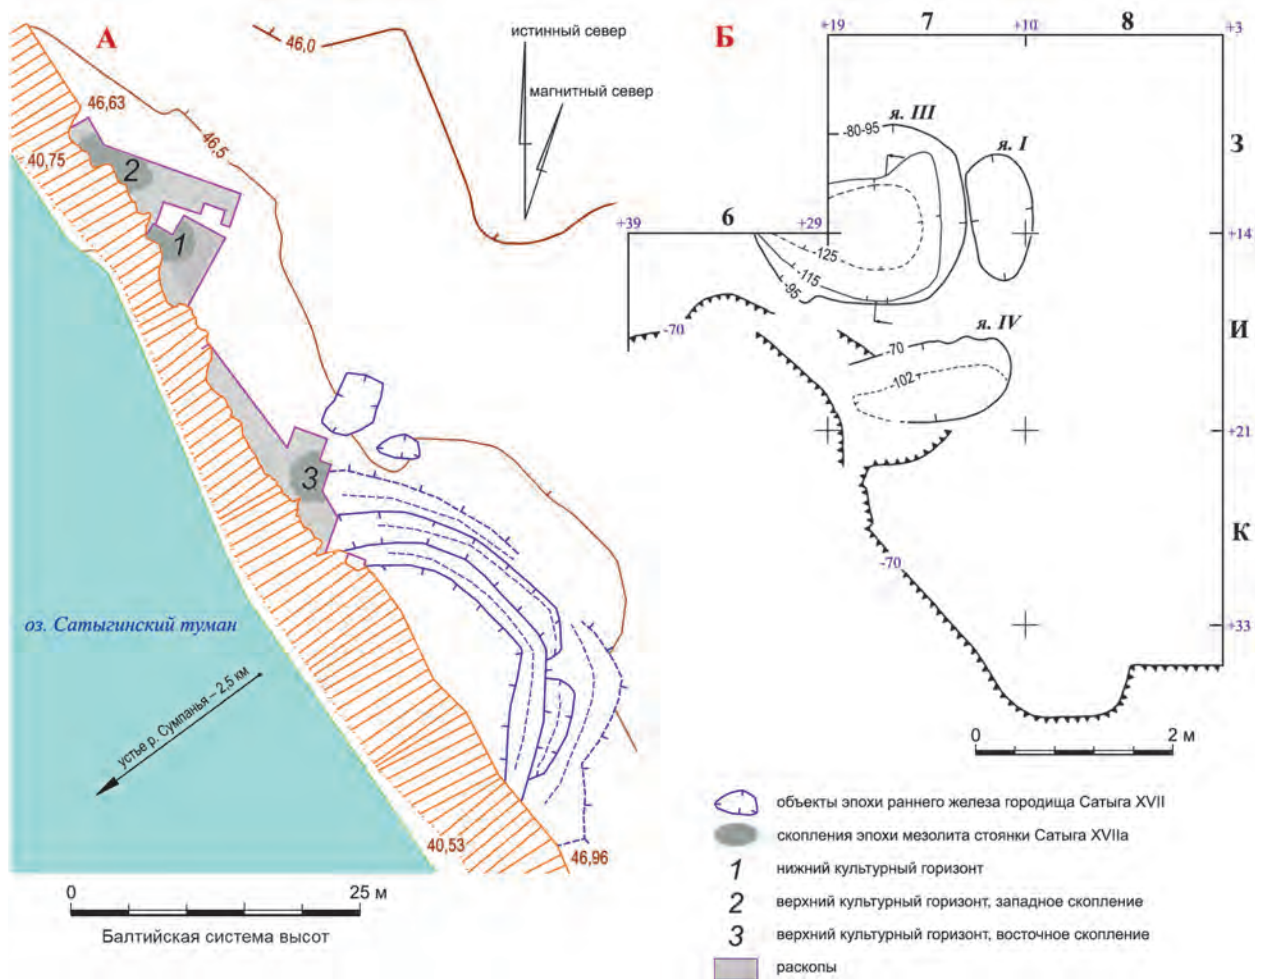 А
46,0
истинный север
магнитный север
46,63
46,5
40,75
2
1
3
оз. Сатыгинский туман
устье р. Сумпанья – 2,5 км
40,53
46,96
0 25 м
Балтийская система высот
Б
+19 7 +10 8 +3
-80-95
я. III
я. I
З
+39 6 +29 +14
-125
-115
-95
-70
я. IV
И
-70
-102
+21
К
-70
+33
0 2 м
объекты эпохи раннего железа городища Сатыга XVII
скопления эпохи мезолита стоянки Сатыга XVIIа
1 нижний культурный горизонт
2 верхний культурный горизонт, западное скопление
3 верхний культурный горизонт, восточное скопление
раскопы